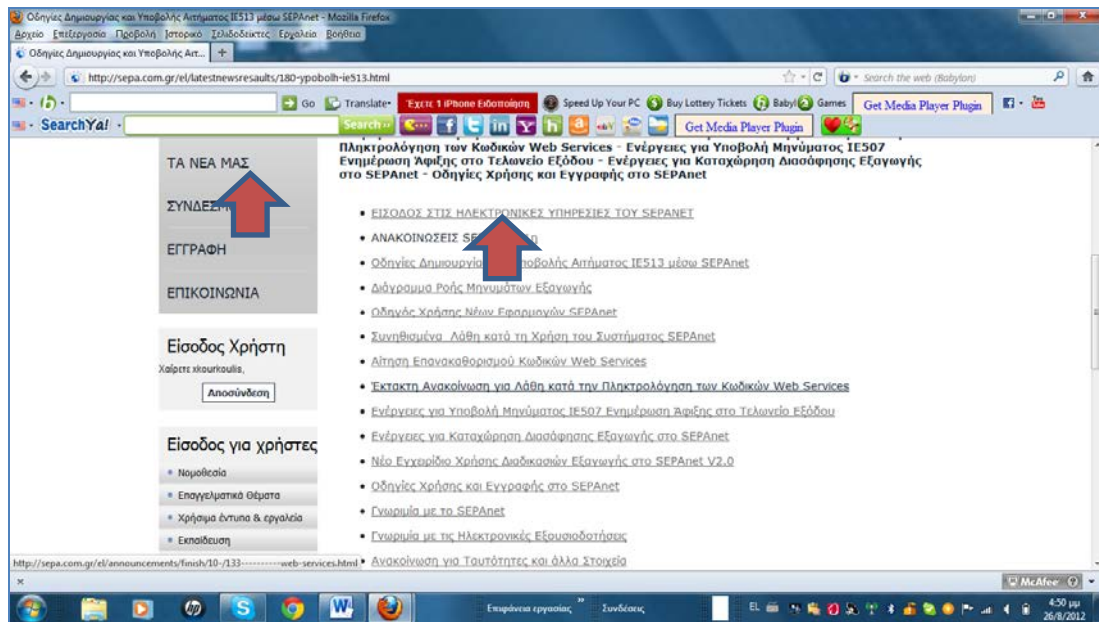 Οδηγίες Δημιουργίας και Υποβολής Αιτήματος IE513 μέσω SEPAnet - Mozilla Firefox
Αρχείο Επεξεργασία Προβολή Ιστορικό Σελιδοδείκτες Εργαλεία Βοήθεια
Οδηγίες Δημιουργίας και Υποβολής Αιτ...
http://sepa.com.gr/el/latestnewsresaults/180-ypobolh-ie513.html
Search the web (Babylon)
Go Translate Έχετε 1 iPhone Ειδοποίηση Speed Up Your PC Buy Lottery Tickets Babyl Games Get Media Player Plugin
SearchYa! Search Get Media Player Plugin
Πληκτρολόγηση των Κωδικών Web Services - Ενέργειες για Υποβολή Μηνύματος IE507
Ενημέρωση Άφιξης στο Τελωνείο Εξόδου - Ενέργειες για Καταχώρηση Διασάφησης Εξαγωγής
στο SEPAnet - Οδηγίες Χρήσης και Εγγραφής στο SEPAnet
ΤΑ ΝΕΑ ΜΑΣ
ΕΓΓΡΑΦΗ
ΕΠΙΚΟΙΝΩΝΙΑ
Είσοδος Χρήστη
Χαίρετε xkourkoulis,
Αποσύνδεση
Είσοδος για χρήστες
Νομοθεσία
Επαγγελματικά Θέματα
Χρήσιμα έντυπα & εργαλεία
Εκπαίδευση
ΕΙΣΟΔΟΣ ΣΤΙΣ ΗΛΕΚΤΡΟΝΙΚΕΣ ΥΠΗΡΕΣΙΕΣ ΤΟΥ SEPANET
ΑΝΑΚΟΙΝΩΣΕΙΣ
Οδηγίες Δημιουργία υποβολής Αιτήματος IE513 μέσω SEPAnet
Διάγραμμα Ροής Μηνυμάτων Εξαγωγής
Οδηγός Χρήσης Νέων Εφαρμογών SEPAnet
Συνηθισμένα Λάθη κατά τη Χρήση του Συστήματος SEPAnet
Αίτηση Επανακαθορισμού Κωδικών Web Services
Έκτακτη Ανακοίνωση για Λάθη κατά την Πληκτρολόγηση των Κωδικών Web Services
Ενέργειες για Υποβολή Μηνύματος IE507 Ενημέρωση Άφιξης στο Τελωνείο Εξόδου
Ενέργειες για Καταχώρηση Διασάφησης Εξαγωγής στο SEPAnet
Νέο Εγχειρίδιο Χρήσης Διαδικασιών Εξαγωγής στο SEPAnet V2.0
Οδηγίες Χρήσης και Εγγραφής στο SEPAnet
Γνωριμία με το SEPAnet
Γνωριμία με τις Ηλεκτρονικές Εξουσιοδοτήσεις
Ανακοίνωση για Ταυτότητες και άλλα Στοιχεία
http://sepa.com.gr/el/announcements/finish/10-/133----------web-services.html
McAfee
Επιφάνεια εργασίας Συνδέσεις EL 4:50 μμ
26/8/2012